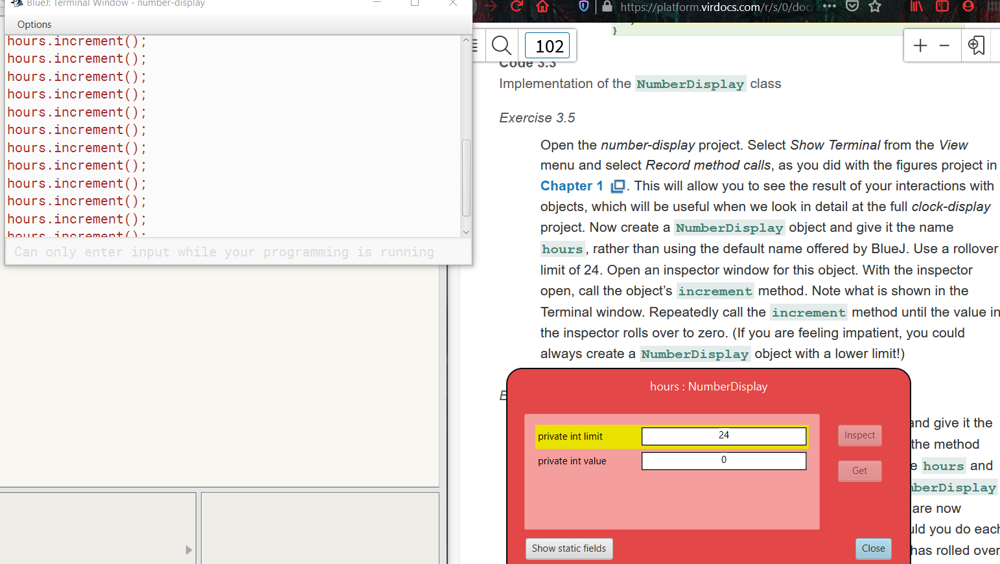 BlueJ: Terminal Window - number-display
Options
hours.increment();
hours.increment();
hours.increment();
hours.increment();
hours.increment();
hours.increment();
hours.increment();
hours.increment();
hours.increment();
hours.increment();
hours.increment();
hours.increment();
Can only enter input while your programming is running
https://platform.virdocs.com/r/s/0/doc/
}
102
Code 3.3
Implementation of the NumberDisplay class
Exercise 3.5
Open the number-display project. Select Show Terminal from the View
menu and select Record method calls, as you did with the figures project in
Chapter 1 . This will allow you to see the result of your interactions with
objects, which will be useful when we look in detail at the full clock-display
project. Now create a NumberDisplay object and give it the name
hours, rather than using the default name offered by BlueJ. Use a rollover
limit of 24. Open an inspector window for this object. With the inspector
open, call the object’s increment method. Note what is shown in the
Terminal window. Repeatedly call the increment method until the value in
the inspector rolls over to zero. (If you are feeling impatient, you could
always create a NumberDisplay object with a lower limit!)
hours : NumberDisplay
private int limit 24
private int value 0
Inspect
Get
Show static fields
Close
and give it the
the method
hours and
berDisplay
are now
uld you do each
has rolled over